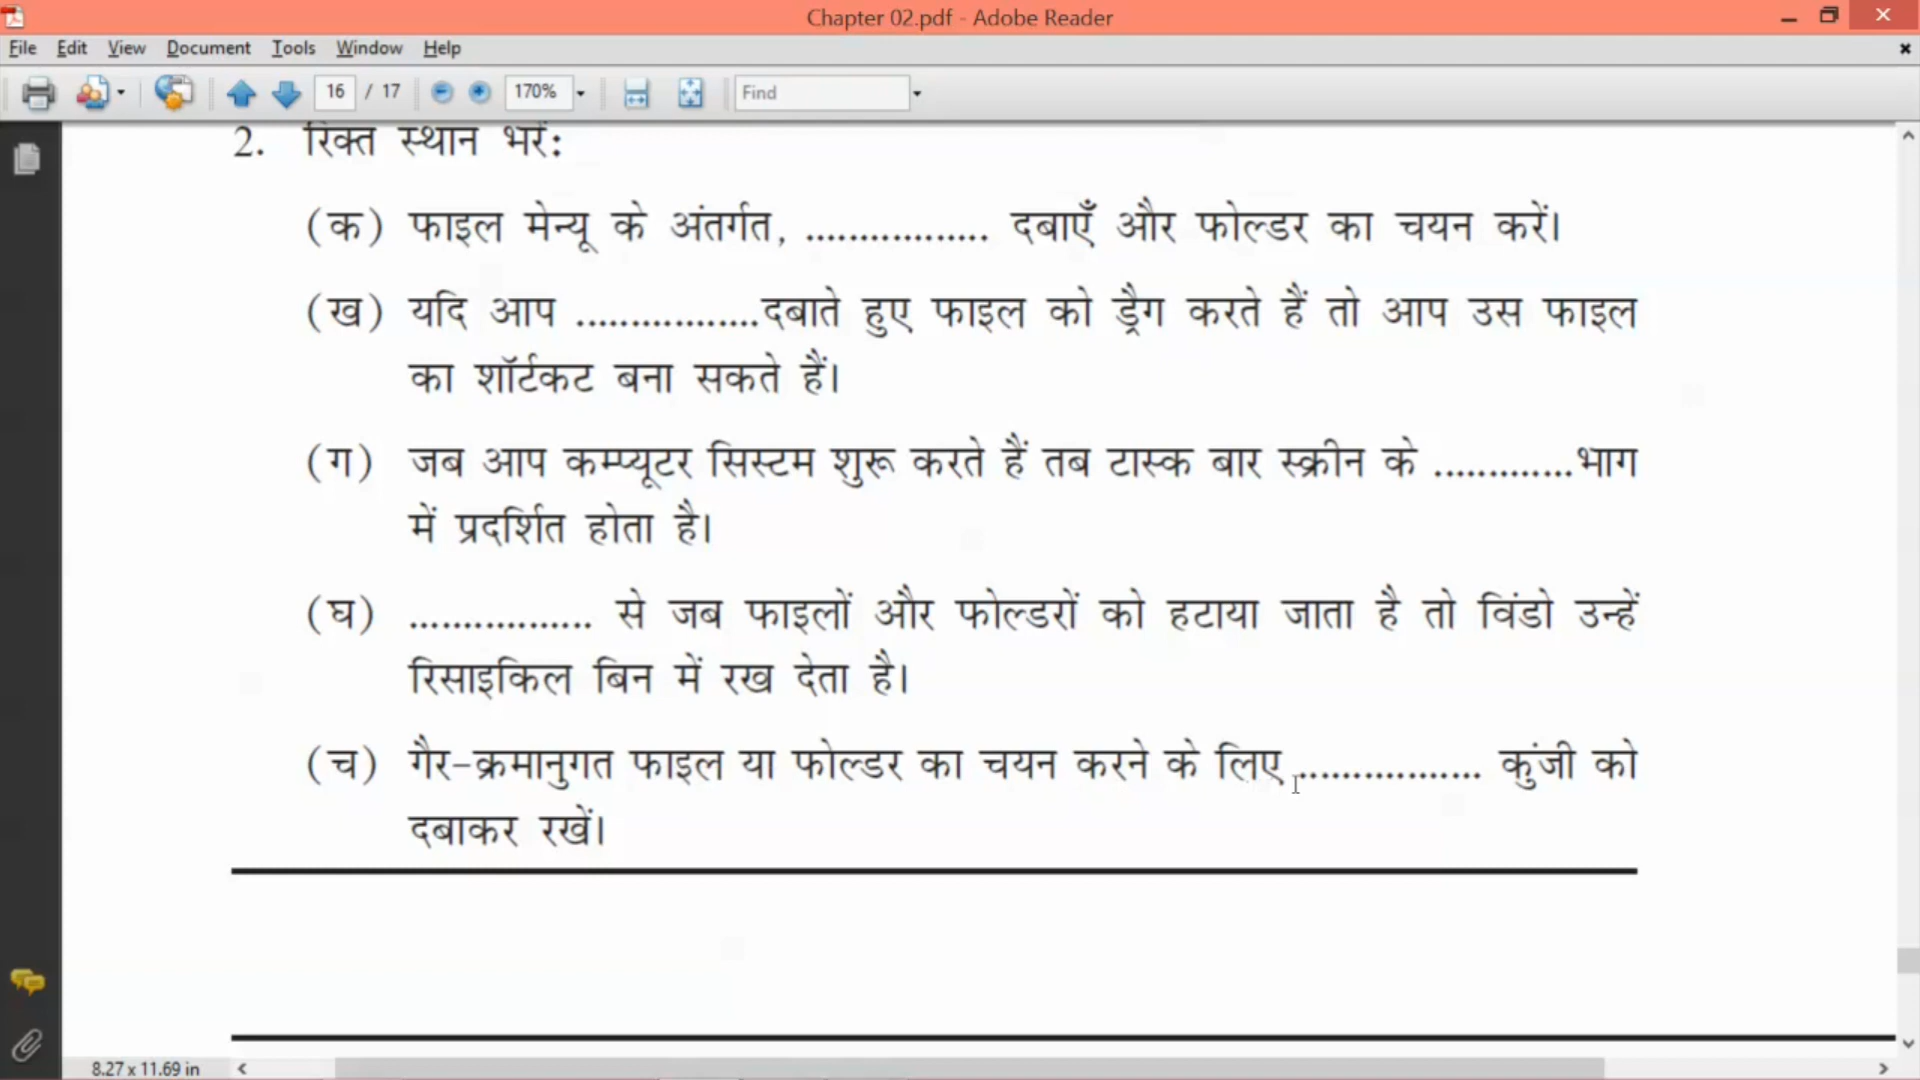 Chapter 02.pdf - Adobe Reader
File Edit View Document Tools Window Help
16 / 17 170% Find
2. रिक्त स्थान भरें:
(क) फाइल मेन्यू के अंतर्गत, ................. दबाएँ और फोल्डर का चयन करें।
(ख) यदि आप .................दबाते हुए फाइल को ड्रैग करते हैं तो आप उस फाइल
का शॉर्टकट बना सकते हैं।
(ग) जब आप कम्प्यूटर सिस्टम शुरू करते हैं तब टास्क बार स्क्रीन के .............भाग
में प्रदर्शित होता है।
(घ) ................. से जब फाइलों और फोल्डरों को हटाया जाता है तो विंडो उन्हें
रिसाइकिल बिन में रख देता है।
(च) गैर-क्रमानुगत फाइल या फोल्डर का चयन करने के लिए ................. कुंजी को
दबाकर रखें।
8.27 x 11.69 in